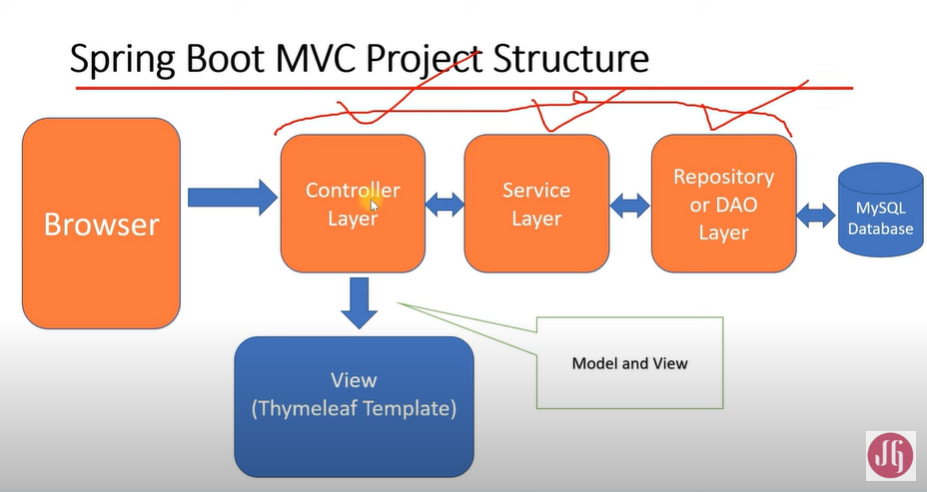 Spring Boot MVC Project Structure
Browser
Controller
Layer
Service
Layer
Repository
or DAO
Layer
MySQL
Database
Model and View
View
(Thymeleaf Template)
JG